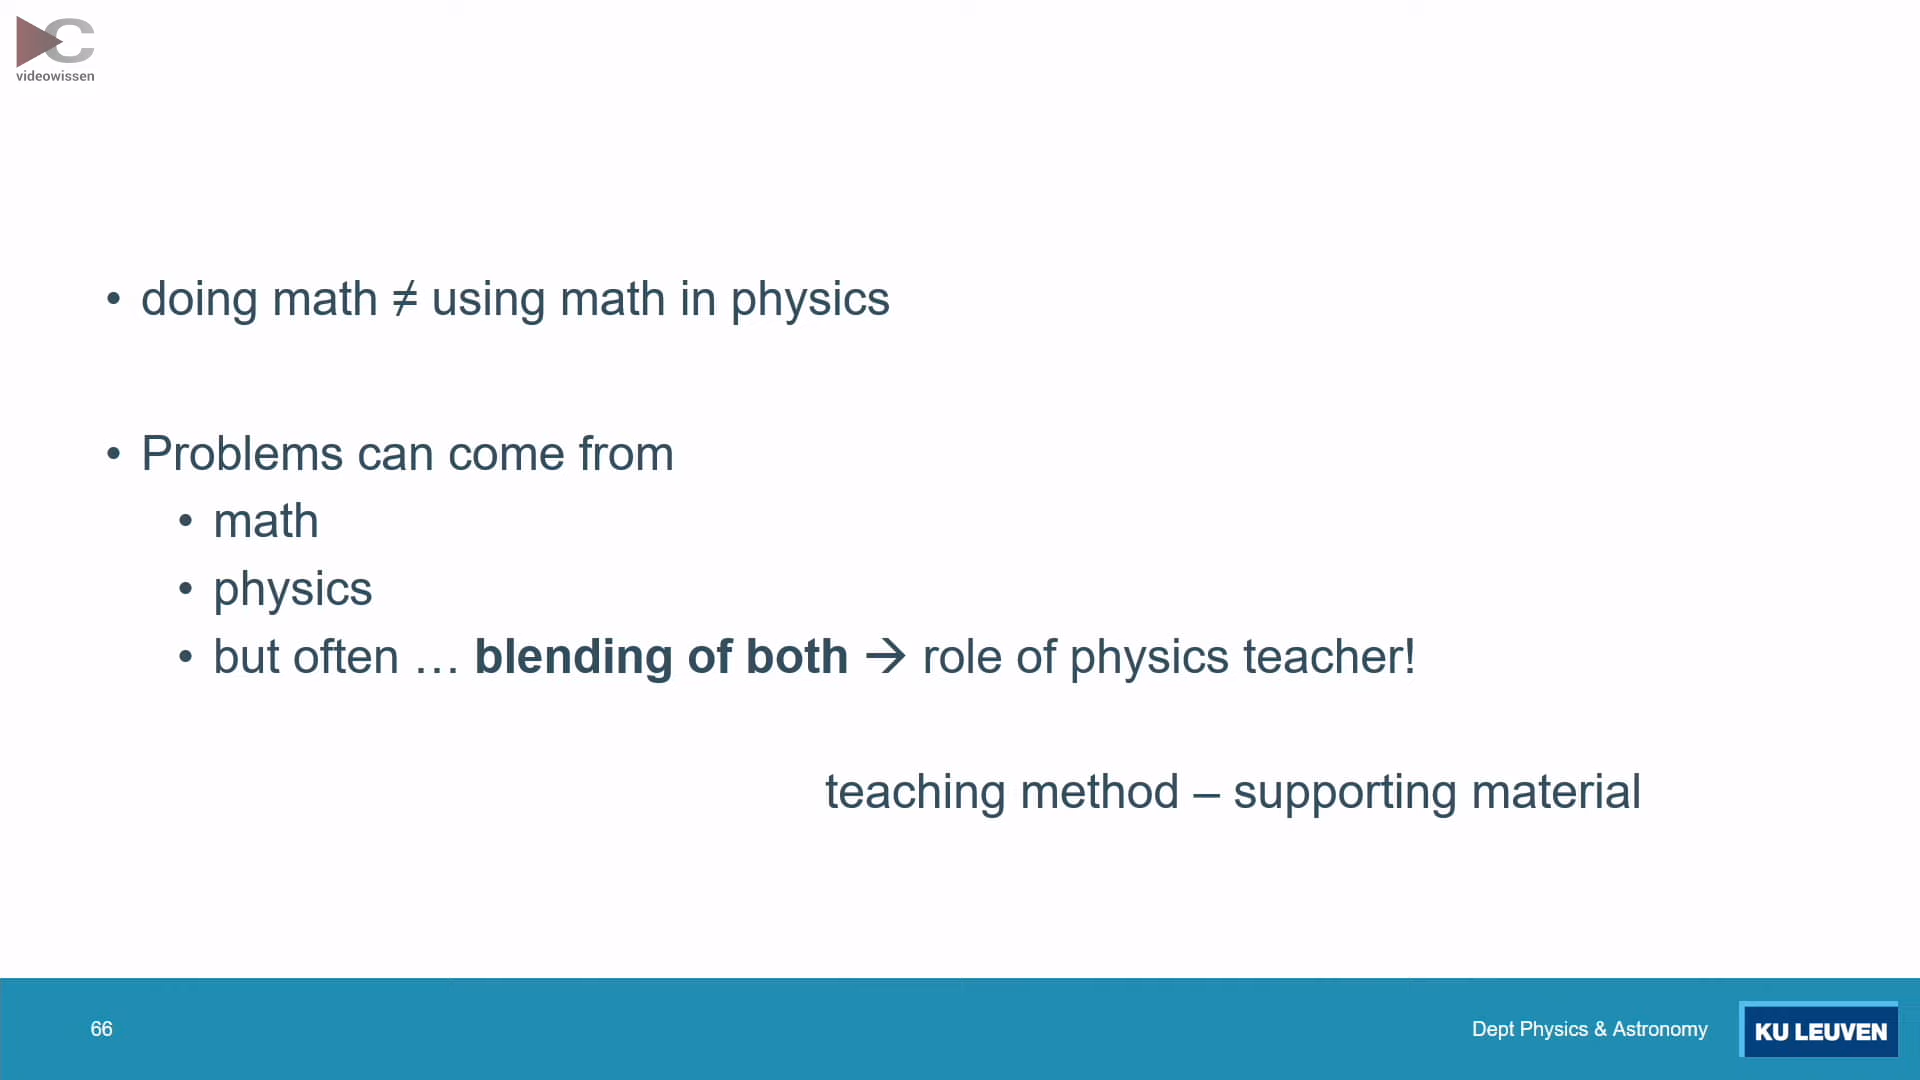 C
videowissen
• doing math ≠ using math in physics
• Problems can come from
• math
• physics
• but often … blending of both → role of physics teacher!
teaching method – supporting material
66
Dept Physics & Astronomy
KU LEUVEN